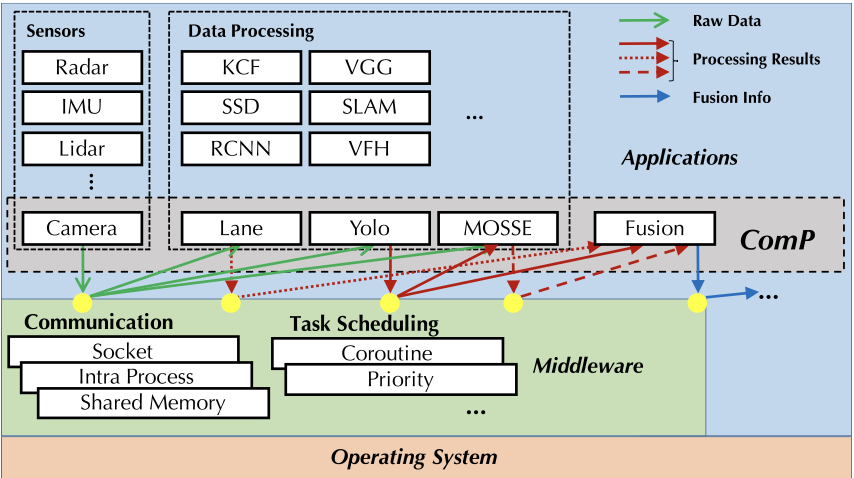 Sensors
Radar
IMU
Lidar
...
Data Processing
KCF
VGG
SSD
SLAM
RCNN
VFH
...
Raw Data
Processing Results
Fusion Info
Applications
Camera
Lane
Yolo
MOSSE
Fusion
ComP
...
Communication
Socket
Intra Process
Shared Memory
Task Scheduling
Coroutine
Priority
...
Middleware
Operating System